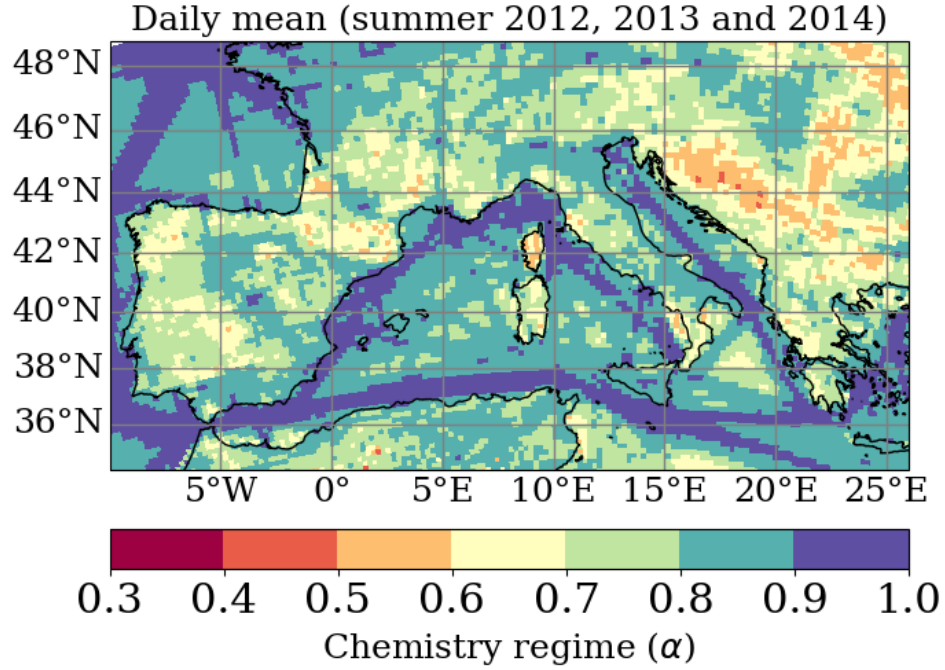 Daily mean (summer 2012, 2013 and 2014)
48°N
46°N
44°N
42°N
40°N
38°N
36°N
5°W 0° 5°E 10°E 15°E 20°E 25°E
0.3 0.4 0.5 0.6 0.7 0.8 0.9 1.0
Chemistry regime (α)